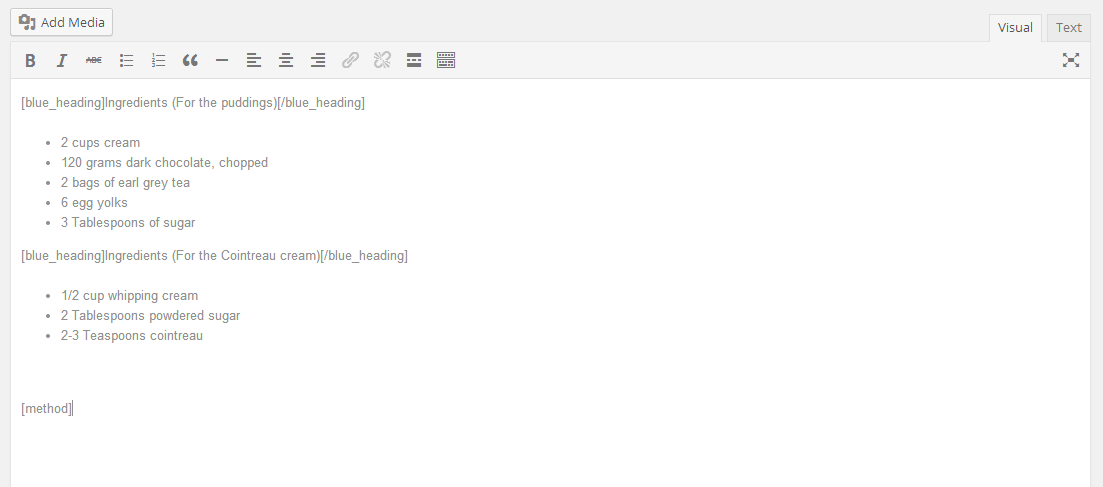 Add Media
Visual Text
B I ABC
[blue_heading]Ingredients (For the puddings)[/blue_heading]
• 2 cups cream
• 120 grams dark chocolate, chopped
• 2 bags of earl grey tea
• 6 egg yolks
• 3 Tablespoons of sugar
[blue_heading]Ingredients (For the Cointreau cream)[/blue_heading]
• 1/2 cup whipping cream
• 2 Tablespoons powdered sugar
• 2-3 Teaspoons cointreau
[method]